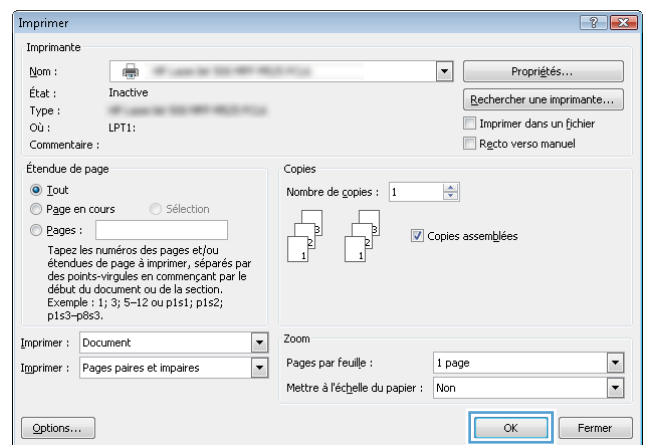 Imprimer
Imprimante
Nom :
Propriétés...
État : Inactive
Rechercher une imprimante...
Type :
Où : LPT1:
Imprimer dans un fichier
Commentaire :
Recto verso manuel
Étendue de page
Tout
Page en cours Sélection
Pages :
Tapez les numéros des pages et/ou
étendues de page à imprimer, séparés par
des points-virgules en commençant par le
début du document ou de la section.
Exemple : 1; 3; 5–12 ou p1s1; p1s2;
p1s3–p8s3.
Copies
Nombre de copies : 1
3 3
2 2
1 1
Copies assemblées
Imprimer : Document
Imprimer : Pages paires et impaires
Zoom
Pages par feuille : 1 page
Mettre à l'échelle du papier : Non
Options...
OK
Fermer